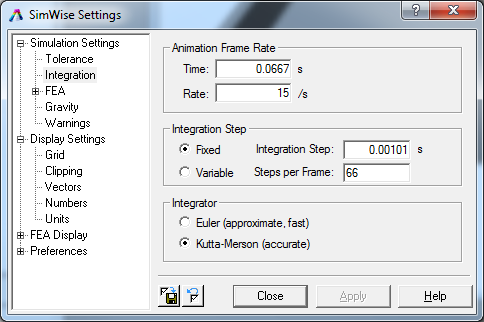 SimWise Settings
Simulation Settings
Tolerance
Integration
FEA
Gravity
Warnings
Display Settings
Grid
Clipping
Vectors
Numbers
Units
FEA Display
Preferences
Animation Frame Rate
Time: 0.0667 s
Rate: 15 /s
Integration Step
Fixed Integration Step: 0.00101 s
Variable Steps per Frame: 66
Integrator
Euler (approximate, fast)
Kutta-Merson (accurate)
Close Apply Help